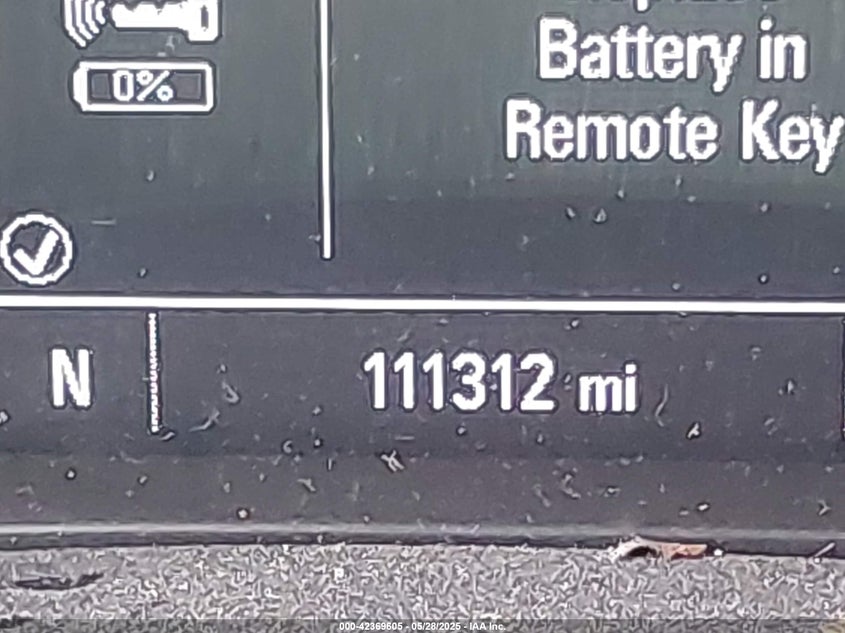 0%
Battery in
Remote Key
N
111312 mi
000-42369605 - 05/28/2025 - IAA Inc.